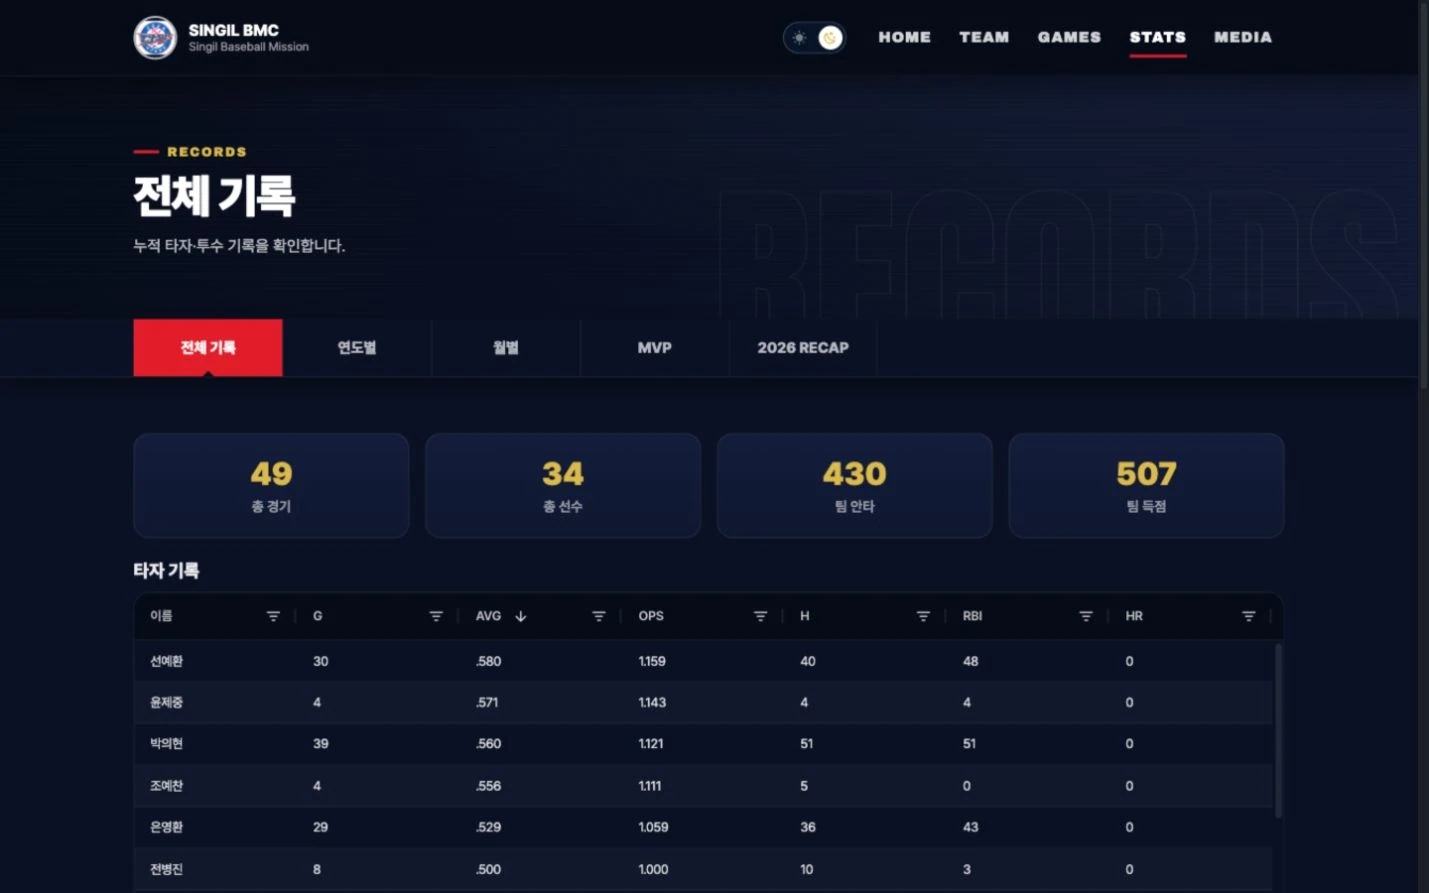 SINGIL BMC
Singil Baseball Mission
HOME TEAM GAMES STATS MEDIA
RECORDS
전체 기록
누적 타자·투수 기록을 확인합니다.
RECORDS
전체 기록 연도별 월별 MVP 2026 RECAP
49 34 430 507
총 경기 총 선수 팀 안타 팀 득점
타자 기록
이름 G AVG ↓ OPS H RBI HR
선예환 30 .580 1.159 40 48 0
윤제중 4 .571 1.143 4 4 0
박의현 39 .560 1.121 51 51 0
조예찬 4 .556 1.111 5 0 0
은영환 29 .529 1.059 36 43 0
전병진 8 .500 1.000 10 3 0